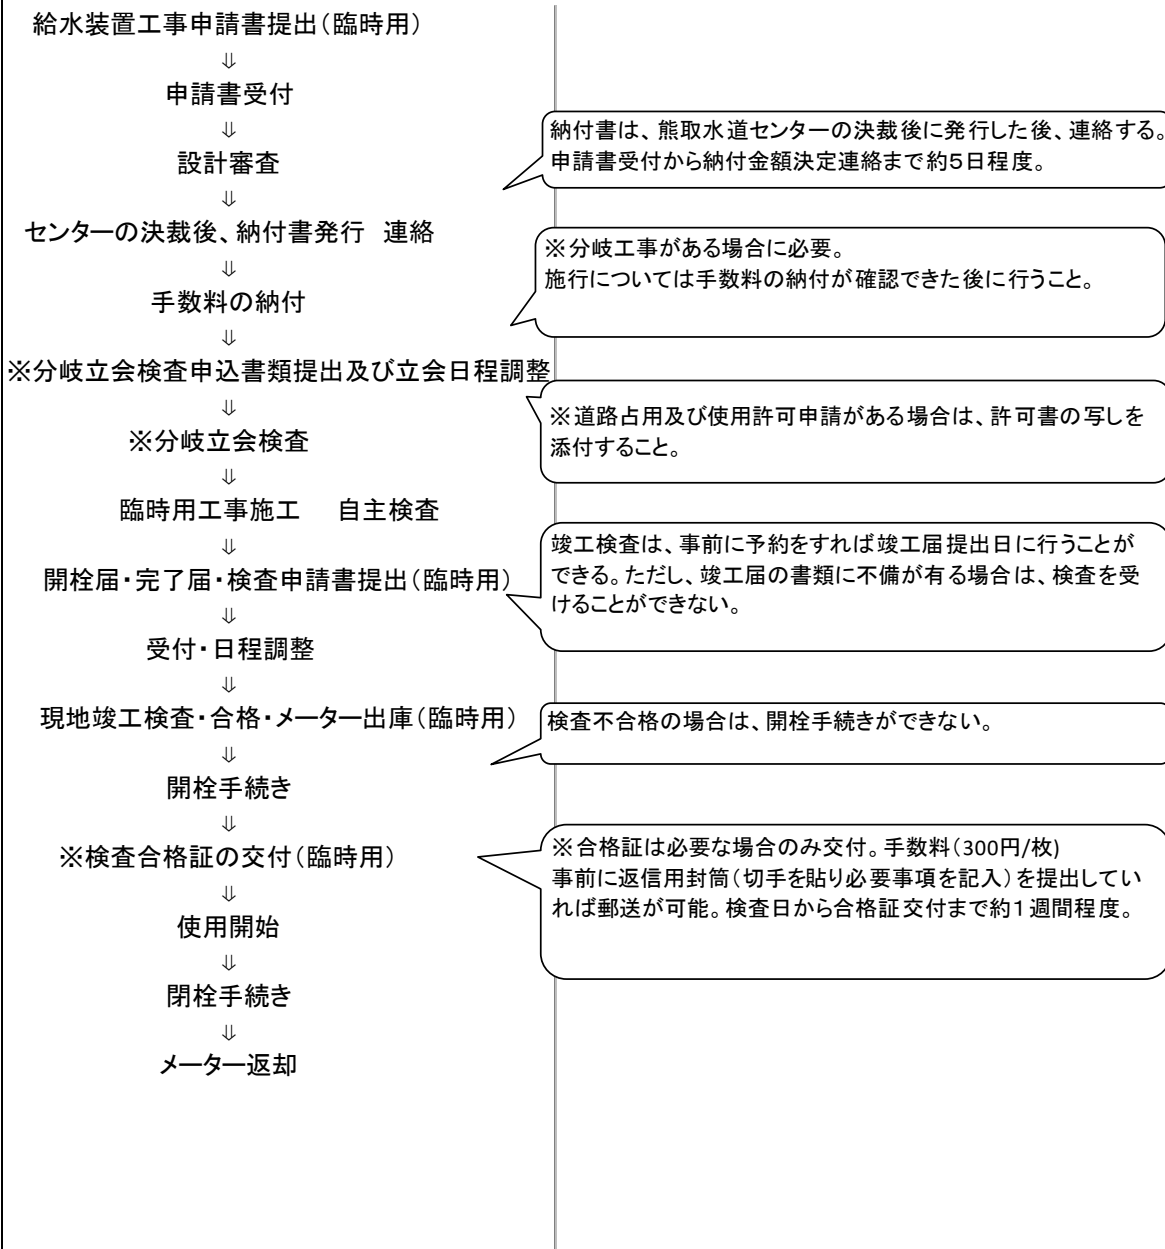 給水装置工事申請書提出（臨時用）
⇓
申請書受付
⇓
設計審査
⇓
センターの決裁後、納付書発行　連絡
⇓
手数料の納付
⇓
※分岐立会検査申込書類提出及び立会日程調整
⇓
※分岐立会検査
⇓
臨時用工事施工　自主検査
⇓
開栓届・完了届・検査申請書提出（臨時用）
⇓
受付・日程調整
⇓
現地竣工検査・合格・メーター出庫（臨時用）
⇓
開栓手続き
⇓
※検査合格証の交付（臨時用）
⇓
使用開始
⇓
閉栓手続き
⇓
メーター返却
納付書は、熊取水道センターの決裁後に発行した後、連絡する。
申請書受付から納付金額決定連絡まで約５日程度。
※分岐工事がある場合に必要。
施行については手数料の納付が確認できた後に行うこと。
※道路占用及び使用許可申請がある場合は、許可書の写しを
添付すること。
竣工検査は、事前に予約をすれば竣工届提出日に行うことが
できる。ただし、竣工届の書類に不備が有る場合は、検査を受
けることができない。
検査不合格の場合は、開栓手続きができない。
※合格証は必要な場合のみ交付。手数料（300円/枚）
事前に返信用封筒（切手を貼り必要事項を記入）を提出してい
れば郵送が可能。検査日から合格証交付まで約１週間程度。